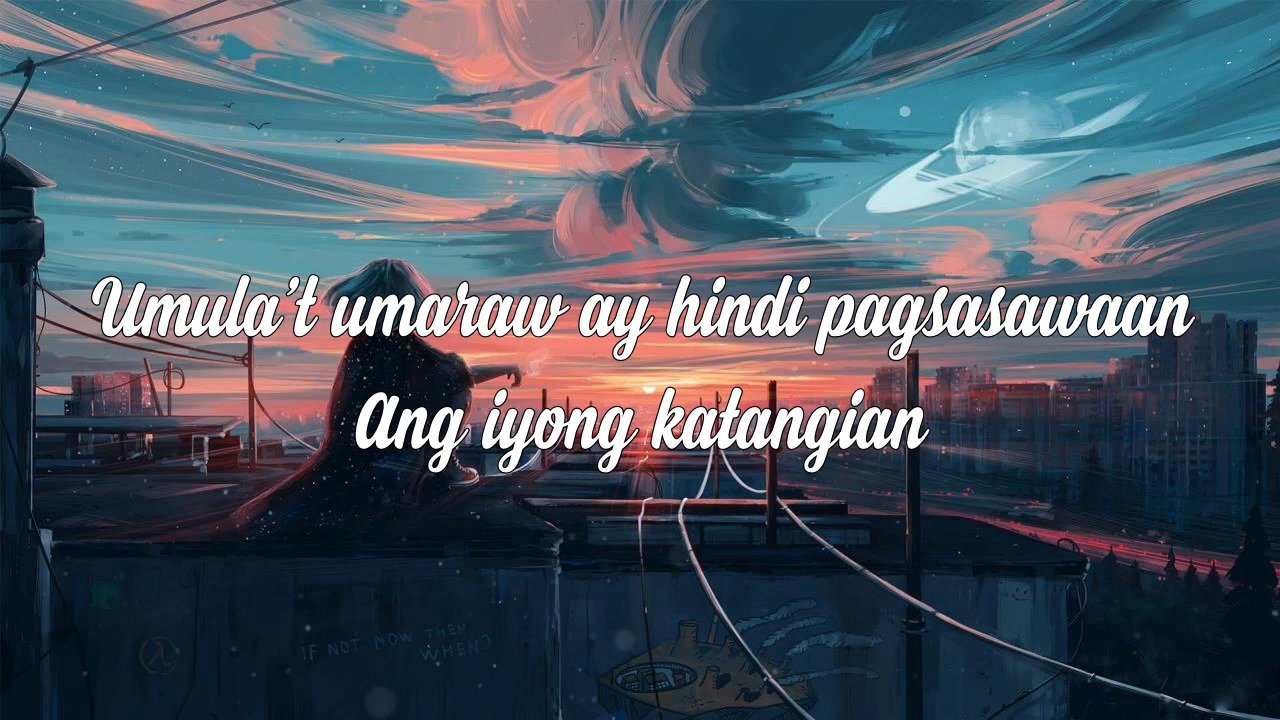 Umula't umaraw ay hindi pagsasawaan
Ang iyong katangian
IF NOT NOW THEN
WHEN?